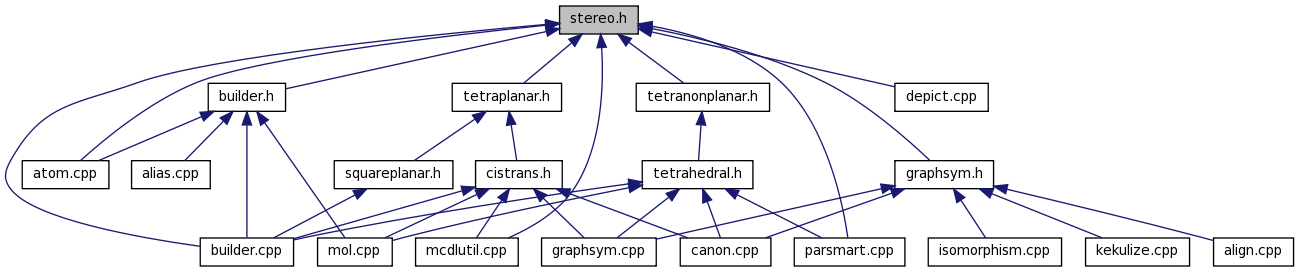 stereo.h
builder.h
tetraplanar.h
tetranonplanar.h
depict.cpp
atom.cpp
alias.cpp
squareplanar.h
cistrans.h
tetrahedral.h
graphsym.h
builder.cpp
mol.cpp
mcdlutil.cpp
graphsym.cpp
canon.cpp
parsmart.cpp
isomorphism.cpp
kekulize.cpp
align.cpp